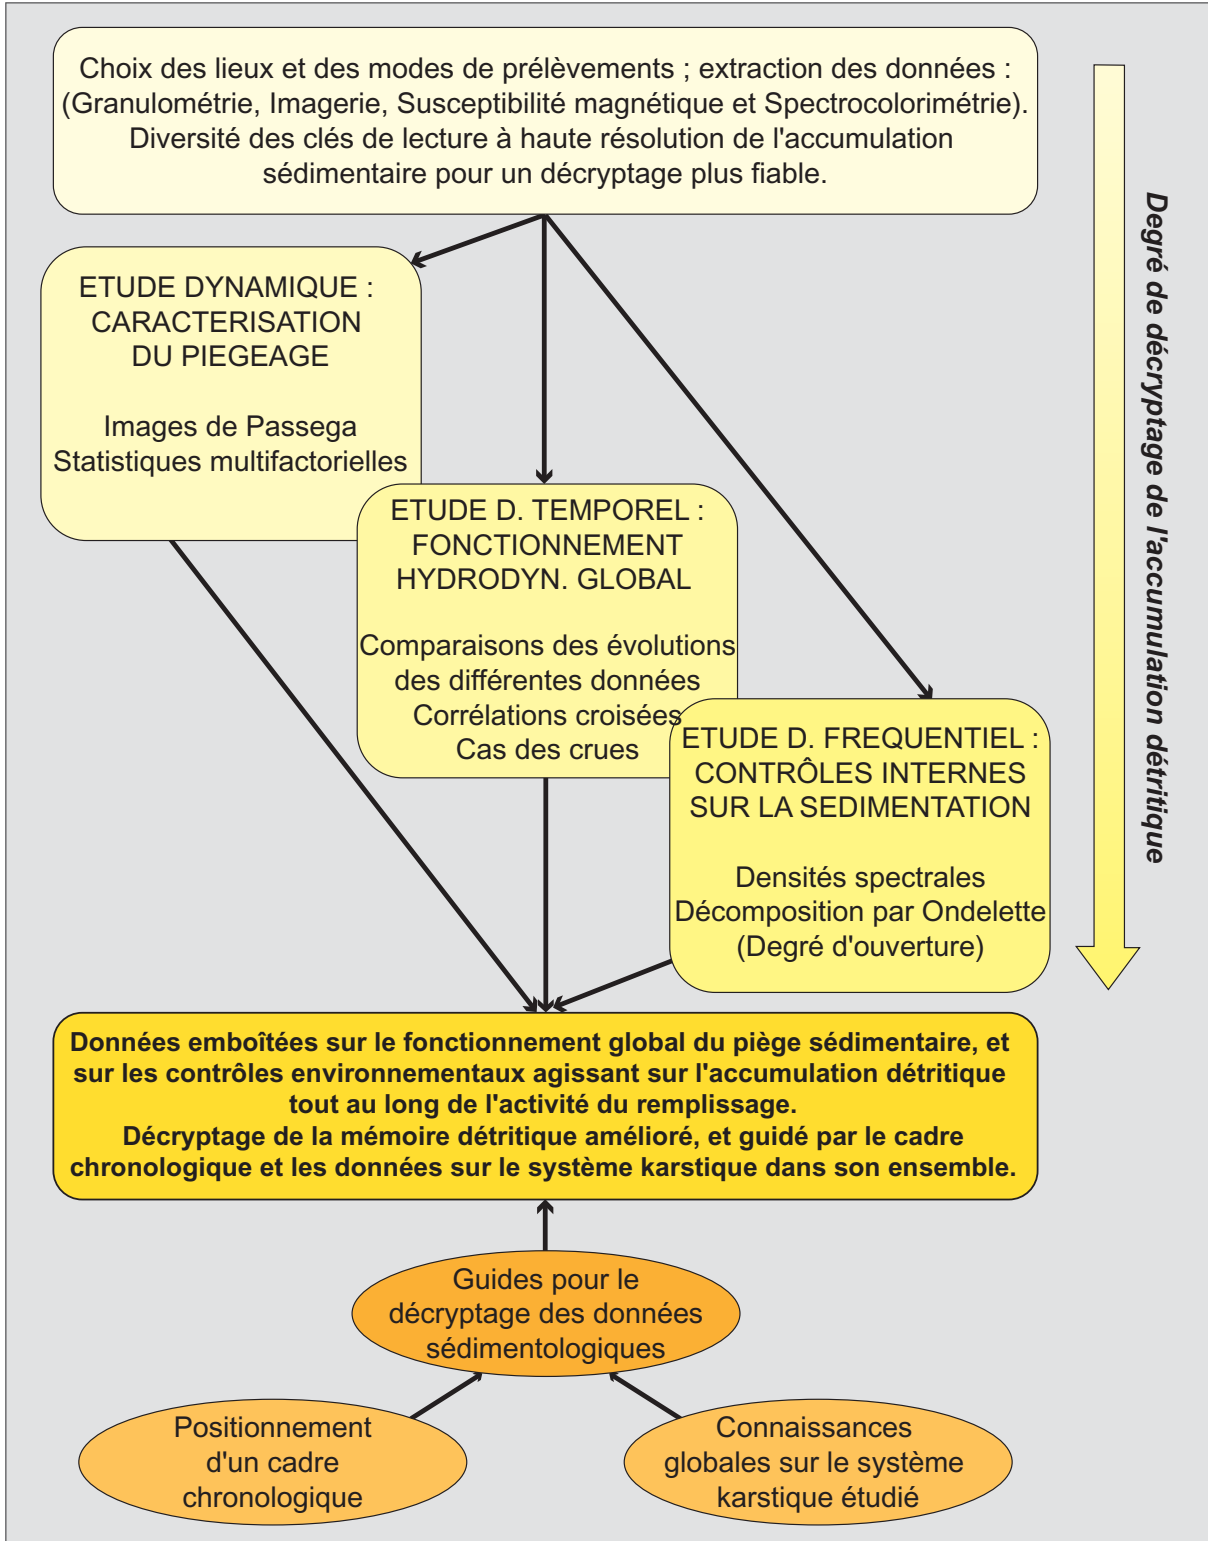 Choix des lieux et des modes de prélèvements ; extraction des données :
(Granulométrie, Imagerie, Susceptibilité magnétique et Spectrocolorimétrie).
Diversité des clés de lecture à haute résolution de l'accumulation
sédimentaire pour un décryptage plus fiable.
Degré de décryptage de l'accumulation détritique
ETUDE DYNAMIQUE :
CARACTERISATION
DU PIEGEAGE
Images de Passega
Statistiques multifactorielles
ETUDE D. TEMPOREL :
FONCTIONNEMENT
HYDRODYN. GLOBAL
Comparaisons des évolutions
des différentes données
Corrélations croisées
Cas des crues
ETUDE D. FREQUENTIEL :
CONTRÔLES INTERNES
SUR LA SEDIMENTATION
Densités spectrales
Décomposition par Ondelette
(Degré d'ouverture)
Données emboîtées sur le fonctionnement global du piège sédimentaire, et
sur les contrôles environnementaux agissant sur l'accumulation détritique
tout au long de l'activité du remplissage.
Décryptage de la mémoire détritique amélioré, et guidé par le cadre
chronologique et les données sur le système karstique dans son ensemble.
Guides pour le
décryptage des données
sédimentologiques
Positionnement
d'un cadre
chronologique
Connaissances
globales sur le système
karstique étudié